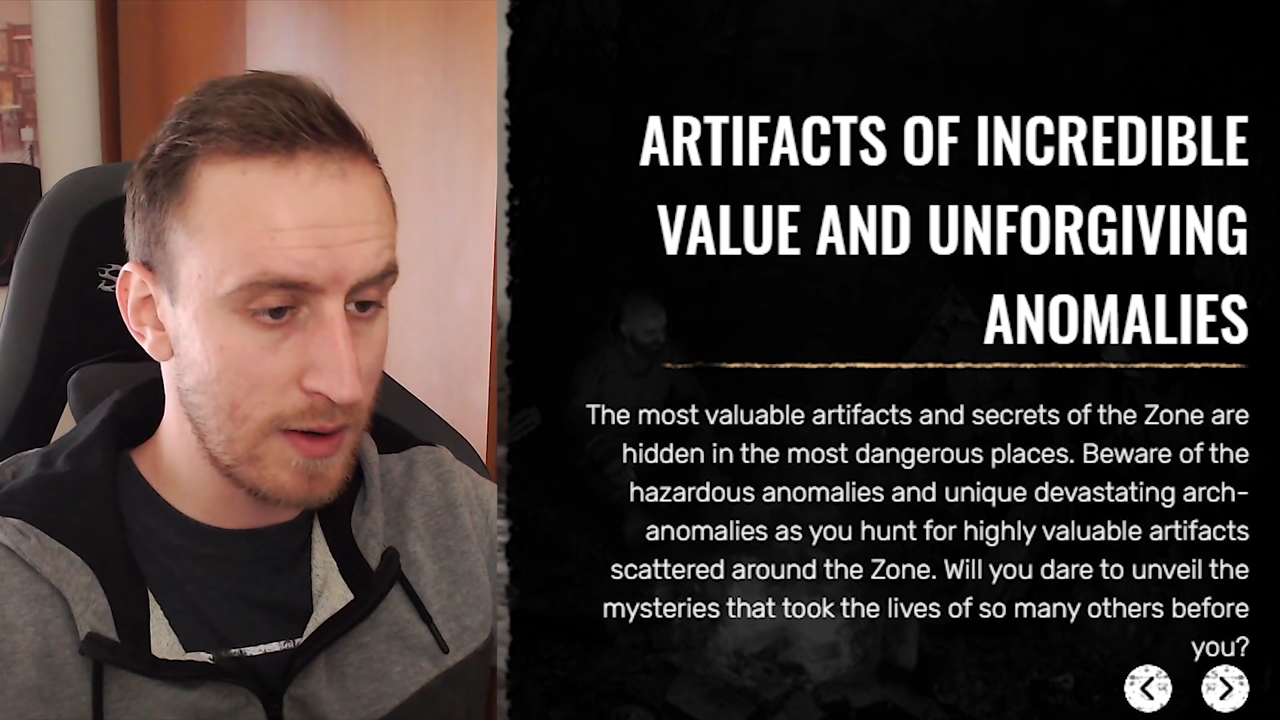 ARTIFACTS OF INCREDIBLE
VALUE AND UNFORGIVING
ANOMALIES
The most valuable artifacts and secrets of the Zone are
hidden in the most dangerous places. Beware of the
hazardous anomalies and unique devastating arch-
anomalies as you hunt for highly valuable artifacts
scattered around the Zone. Will you dare to unveil the
mysteries that took the lives of so many others before
you?